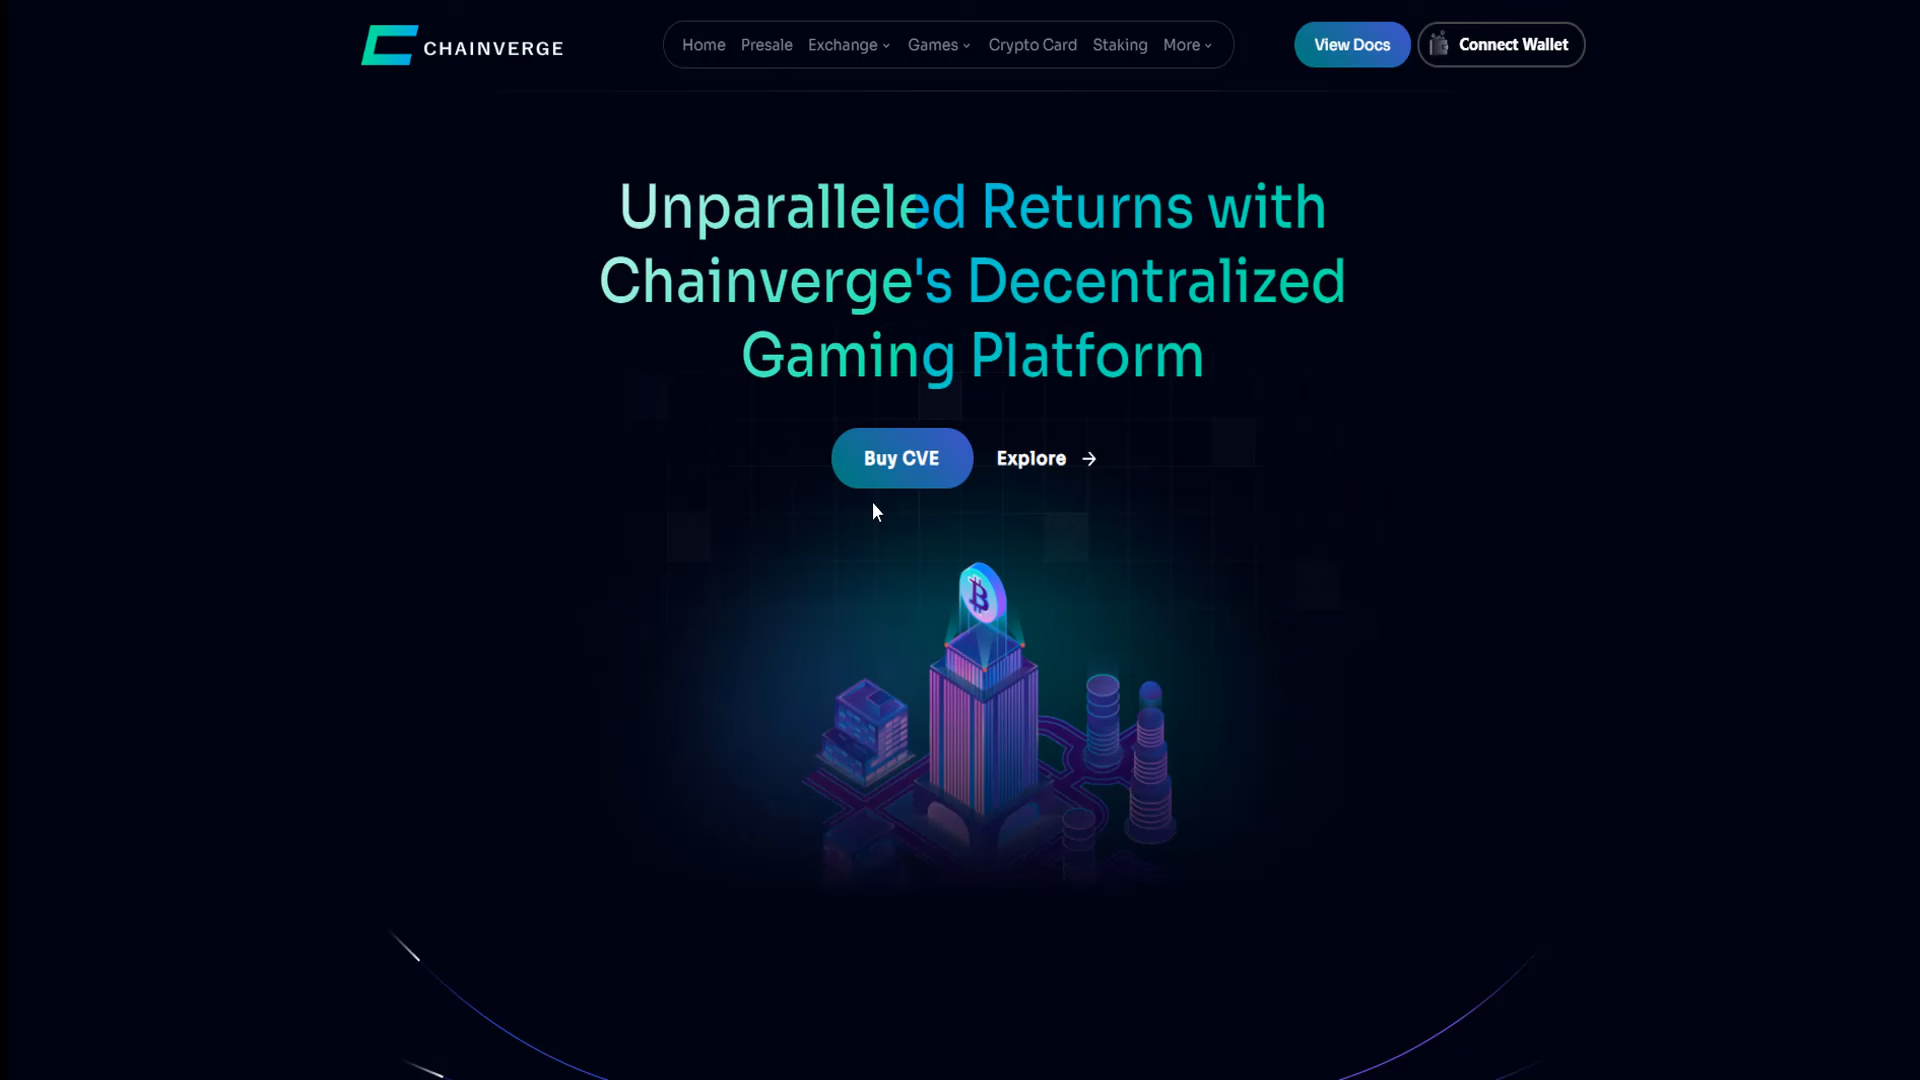 CHAINVERGE
Home Presale Exchange Games Crypto Card Staking More
View Docs
Connect Wallet
Unparalleled Returns with
Chainverge's Decentralized
Gaming Platform
Buy CVE
Explore →